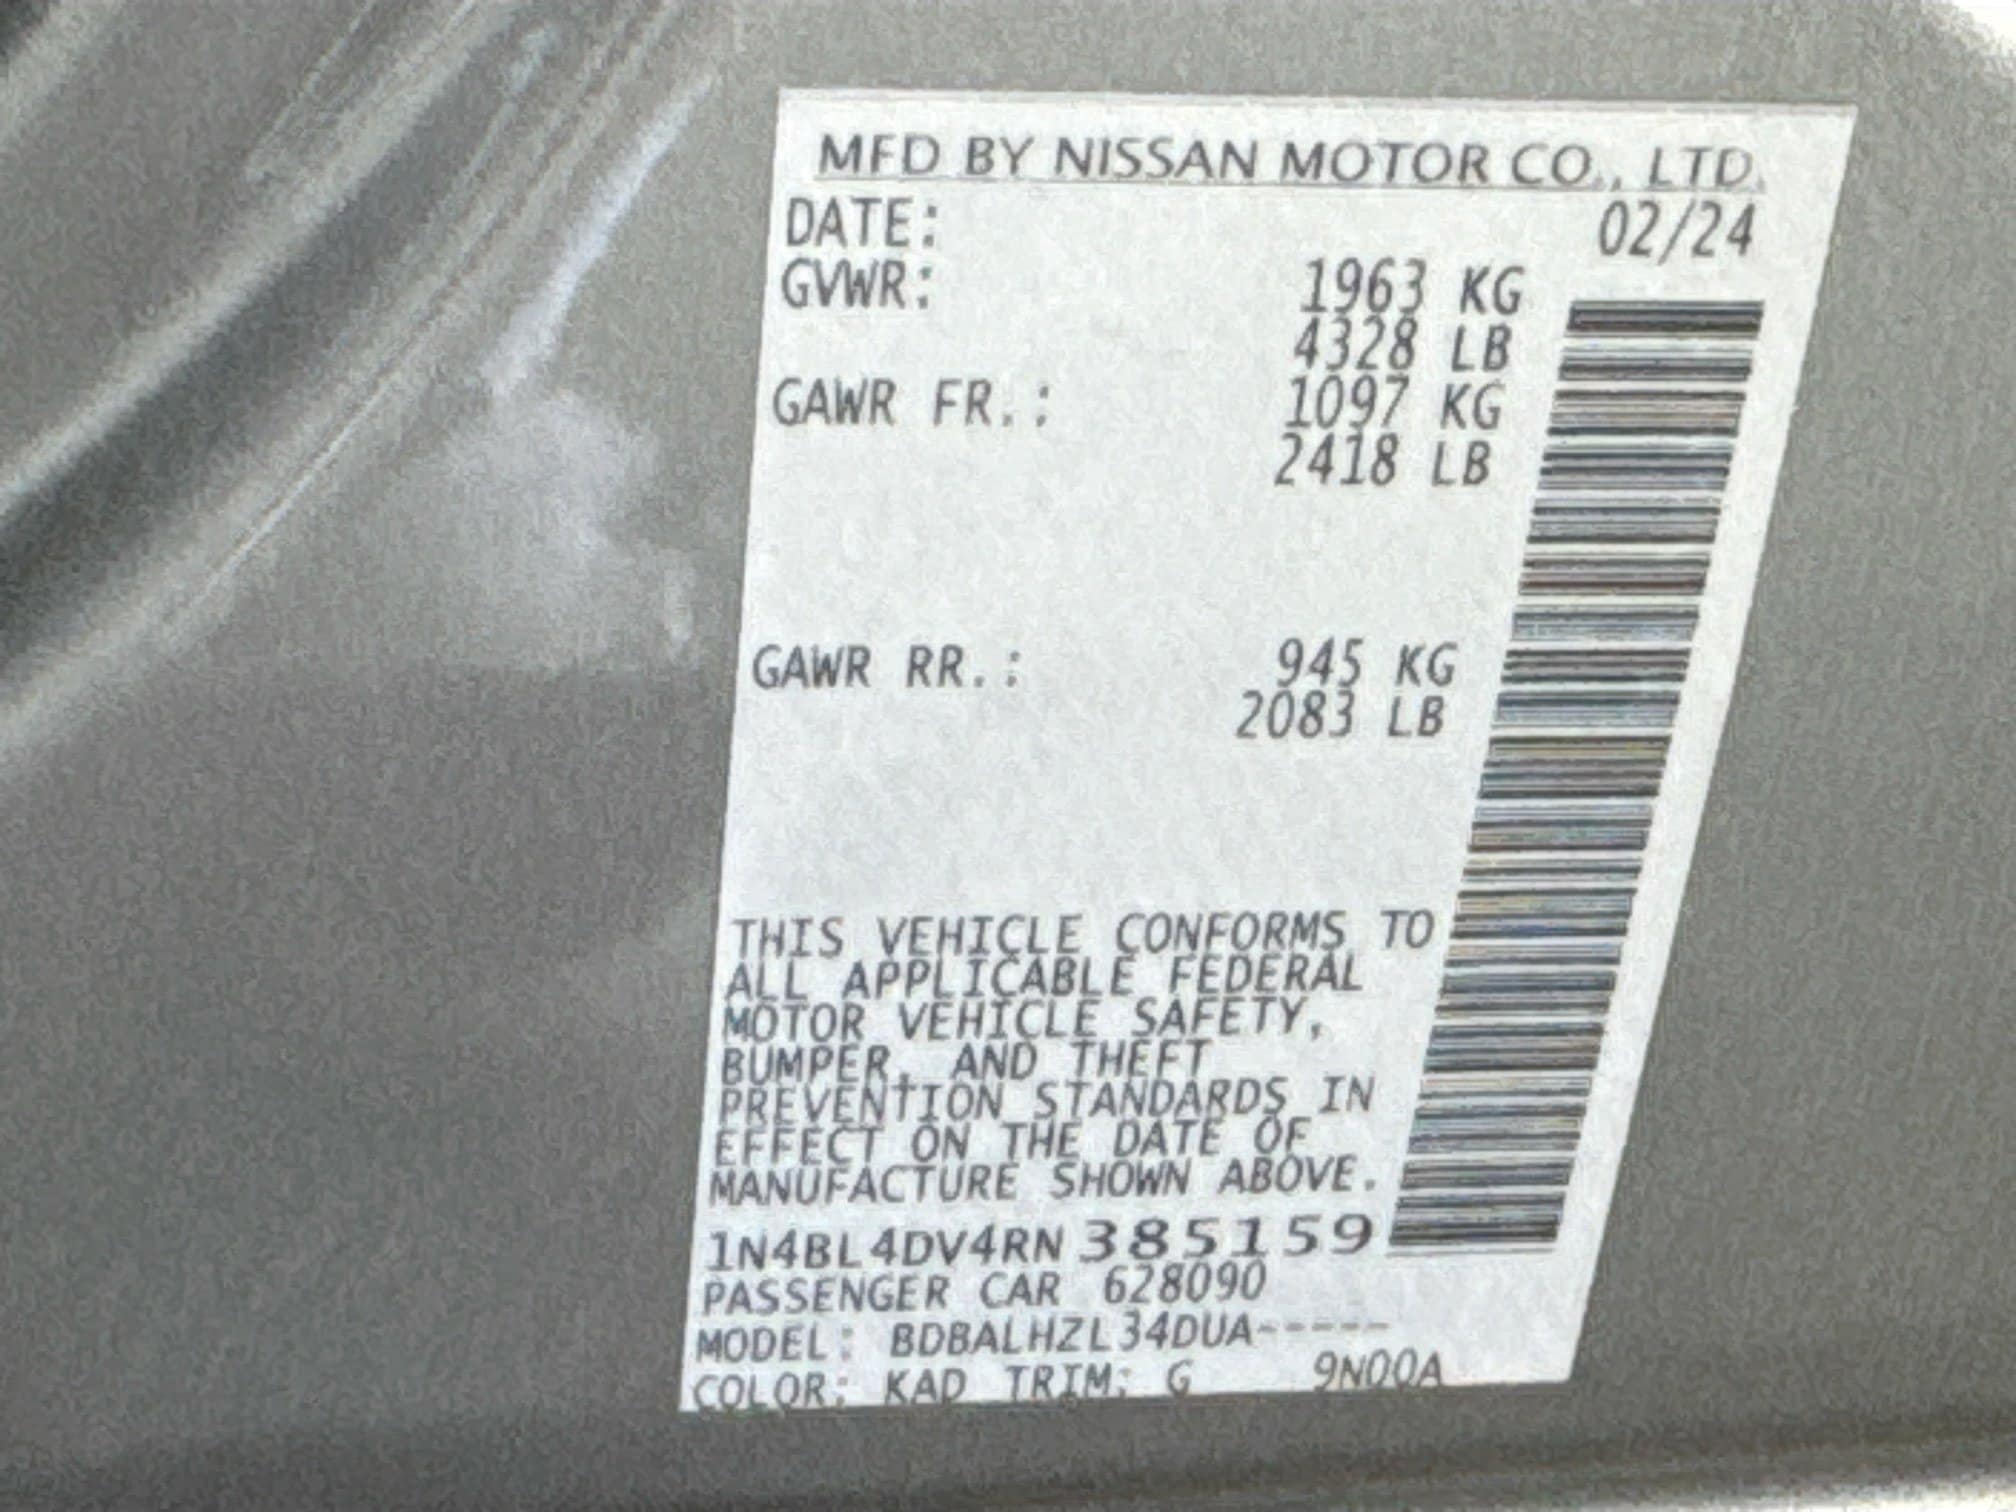 MFD BY NISSAN MOTOR CO., LTD.
DATE: 02/24
GVWR: 1963 KG
4328 LB
GAWR FR.: 1097 KG
2418 LB
GAWR RR.: 945 KG
2083 LB
THIS VEHICLE CONFORMS TO
ALL APPLICABLE FEDERAL
MOTOR VEHICLE SAFETY,
BUMPER, AND THEFT
PREVENTION STANDARDS IN
EFFECT ON THE DATE OF
MANUFACTURE SHOWN ABOVE.
1N4BL4DV4RN385159
PASSENGER CAR 628090
MODEL: BDBALHZL34DUA-----
COLOR: KAD TRIM: G 9N00A